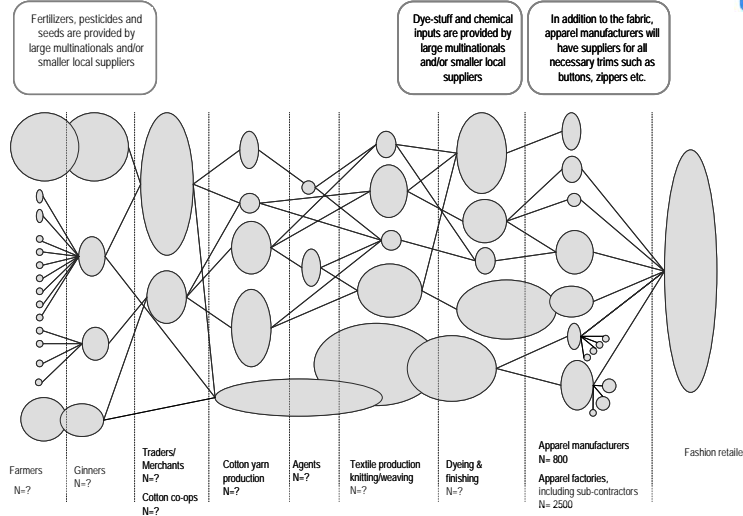 Fertilizers, pesticides and
seeds are provided by
large multinationals and/or
smaller local suppliers
Dye-stuff and chemical
inputs are provided by
large multinationals
and/or smaller local
suppliers
In addition to the fabric,
apparel manufacturers will
have suppliers for all
necessary trims such as
buttons, zippers etc.
Farmers
N=?
Ginners
N=?
Traders/
Merchants
N=?
Cotton co-ops
N=?
Cotton yarn
production
N=?
Agents
N=?
Textile production
knitting/weaving
N=?
Dyeing &
finishing
N=?
Apparel manufacturers
N= 800
Apparel factories,
including sub-contractors
N= 2500
Fashion retaile